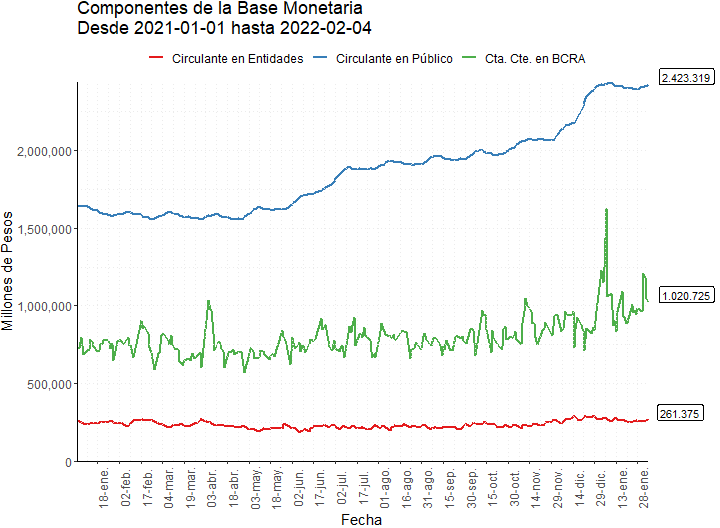 Componentes de la Base Monetaria
Desde 2021-01-01 hasta 2022-02-04
Circulante en Entidades
Circulante en Público
Cta. Cte. en BCRA
Millones de Pesos
2,000,000
1,500,000
1,000,000
500,000
0
2.423.319
1.020.725
261.375
18-ene.
02-feb.
17-feb.
04-mar.
19-mar.
03-abr.
18-abr.
03-may.
18-may.
02-jun.
17-jun.
02-jul.
17-jul.
01-ago.
16-ago.
31-ago.
15-sep.
30-sep.
15-oct.
30-oct.
14-nov.
29-nov.
14-dic.
29-dic.
13-ene.
28-ene.
Fecha